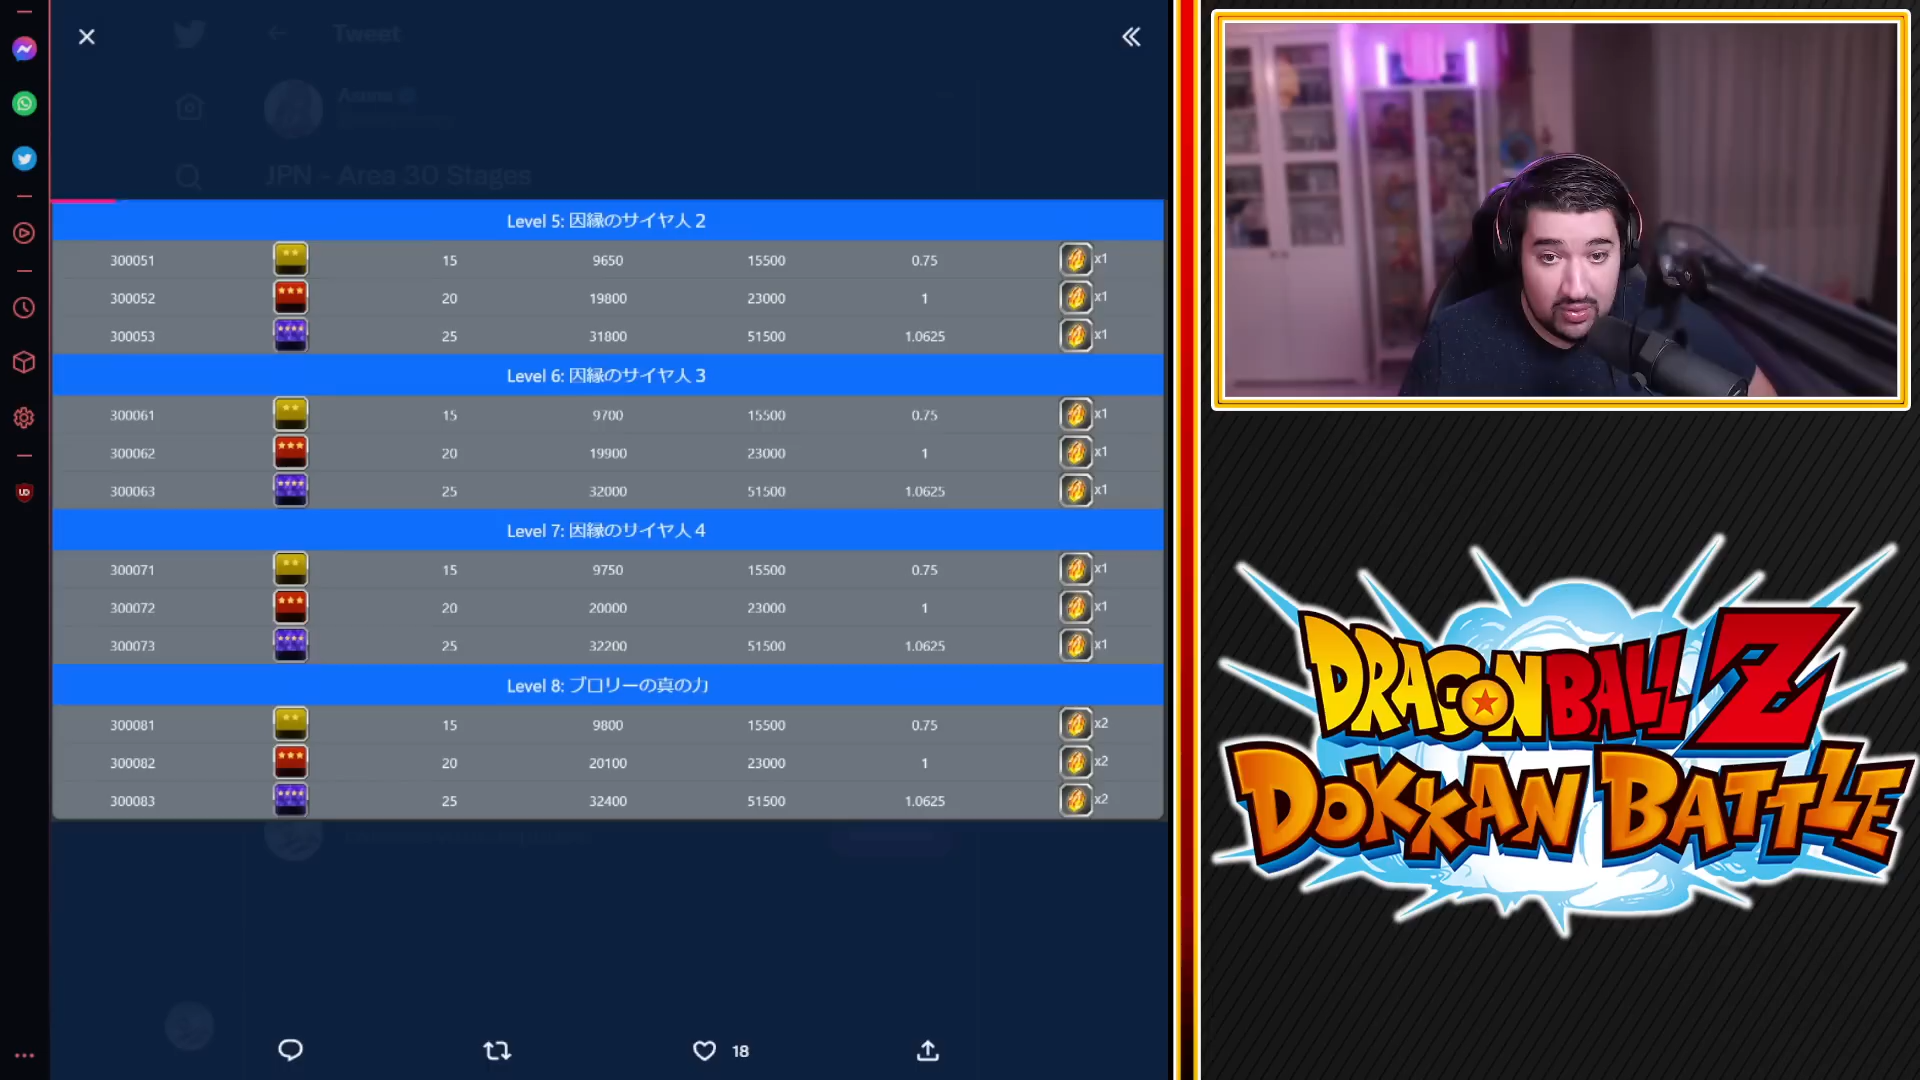 Tweet
Asuna
JPN - Area 30 Stages
Level 5: 因縁のサイヤ人 2
300051 15 9650 15500 0.75 x1
300052 20 19800 23000 1 x1
300053 25 31800 51500 1.0625 x1
Level 6: 因縁のサイヤ人 3
300061 15 9700 15500 0.75 x1
300062 20 19900 23000 1 x1
300063 25 32000 51500 1.0625 x1
Level 7: 因縁のサイヤ人 4
300071 15 9750 15500 0.75 x1
300072 20 20000 23000 1 x1
300073 25 32200 51500 1.0625 x1
Level 8: ブロリーの真の力
300081 15 9800 15500 0.75 x2
300082 20 20100 23000 1 x2
300083 25 32400 51500 1.0625 x2
18
DRAGON BALL Z
DOKKAN BATTLE